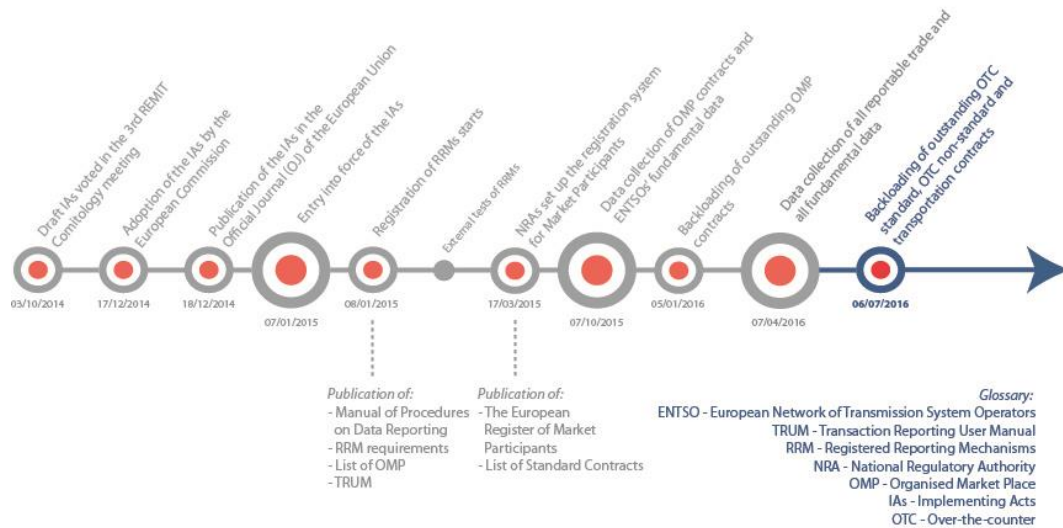 Draft IAs voted in the 3rd REMIT
Comitology meeting
Adoption of the IAs by the
European Commission
Publication of the IAs in the
Official Journal (OJ) of the European Union
Entry into force of the IAs
Registration of RRMs starts
External tests of RRMs
NRAs set up the registration system
for Market Participants
Data collection of OMP contracts and
ENTSOs' fundamental data
Backloading of outstanding OMP
contracts
Data collection of all reportable trade and
all fundamental data
Backloading of outstanding OTC
standard, OTC non-standard and
transportation contracts
03/10/2014
17/12/2014
18/12/2014
07/01/2015
08/01/2015
17/03/2015
07/10/2015
05/01/2016
07/04/2016
06/07/2016
Publication of:
- Manual of Procedures
on Data Reporting
- RRM requirements
- List of OMP
- TRUM
Publication of:
- The European
Register of Market
Participants
- List of Standard Contracts
Glossary:
ENTSO - European Network of Transmission System Operators
TRUM - Transaction Reporting User Manual
RRM - Registered Reporting Mechanisms
NRA - National Regulatory Authority
OMP - Organised Market Place
IAs - Implementing Acts
OTC - Over-the-counter